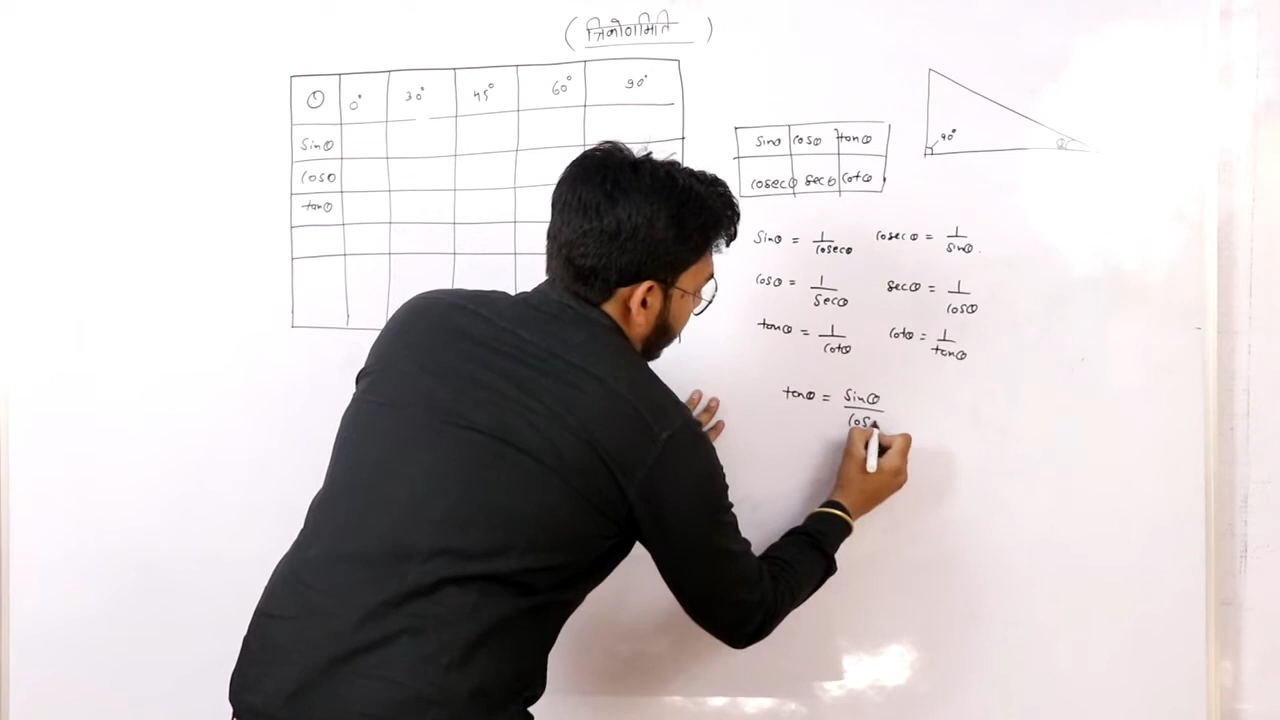 ( त्रिकोणमिति )
θ 0° 30° 45° 60° 90°
sinθ
cosθ
tanθ
sinθ cosθ tanθ
cosecθ secθ cotθ
90° θ
sinθ = 1/cosecθ cosecθ = 1/sinθ.
cosθ = 1/secθ secθ = 1/cosθ
tanθ = 1/cotθ cotθ = 1/tanθ
tanθ = sinθ/cos